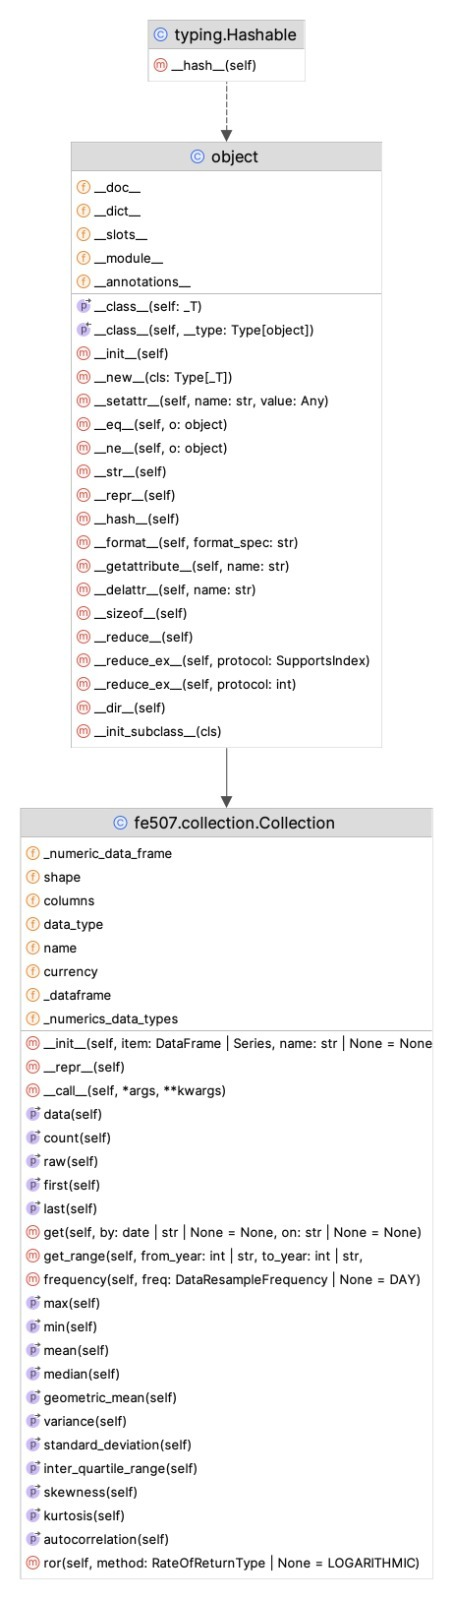 typing.Hashable
__hash__(self)
object
__doc__
__dict__
__slots__
__module__
__annotations__
__class__(self: _T)
__class__(self, __type: Type[object])
__init__(self)
__new__(cls: Type[_T])
__setattr__(self, name: str, value: Any)
__eq__(self, o: object)
__ne__(self, o: object)
__str__(self)
__repr__(self)
__hash__(self)
__format__(self, format_spec: str)
__getattribute__(self, name: str)
__delattr__(self, name: str)
__sizeof__(self)
__reduce__(self)
__reduce_ex__(self, protocol: SupportsIndex)
__reduce_ex__(self, protocol: int)
__dir__(self)
__init_subclass__(cls)
fe507.collection.Collection
_numeric_data_frame
shape
columns
data_type
name
currency
_dataframe
_numerics_data_types
__init__(self, item: DataFrame | Series, name: str | None = None
__repr__(self)
__call__(self, *args, **kwargs)
data(self)
count(self)
raw(self)
first(self)
last(self)
get(self, by: date | str | None = None, on: str | None = None)
get_range(self, from_year: int | str, to_year: int | str,
frequency(self, freq: DataResampleFrequency | None = DAY)
max(self)
min(self)
mean(self)
median(self)
geometric_mean(self)
variance(self)
standard_deviation(self)
inter_quartile_range(self)
skewness(self)
kurtosis(self)
autocorrelation(self)
ror(self, method: RateOfReturnType | None = LOGARITHMIC)